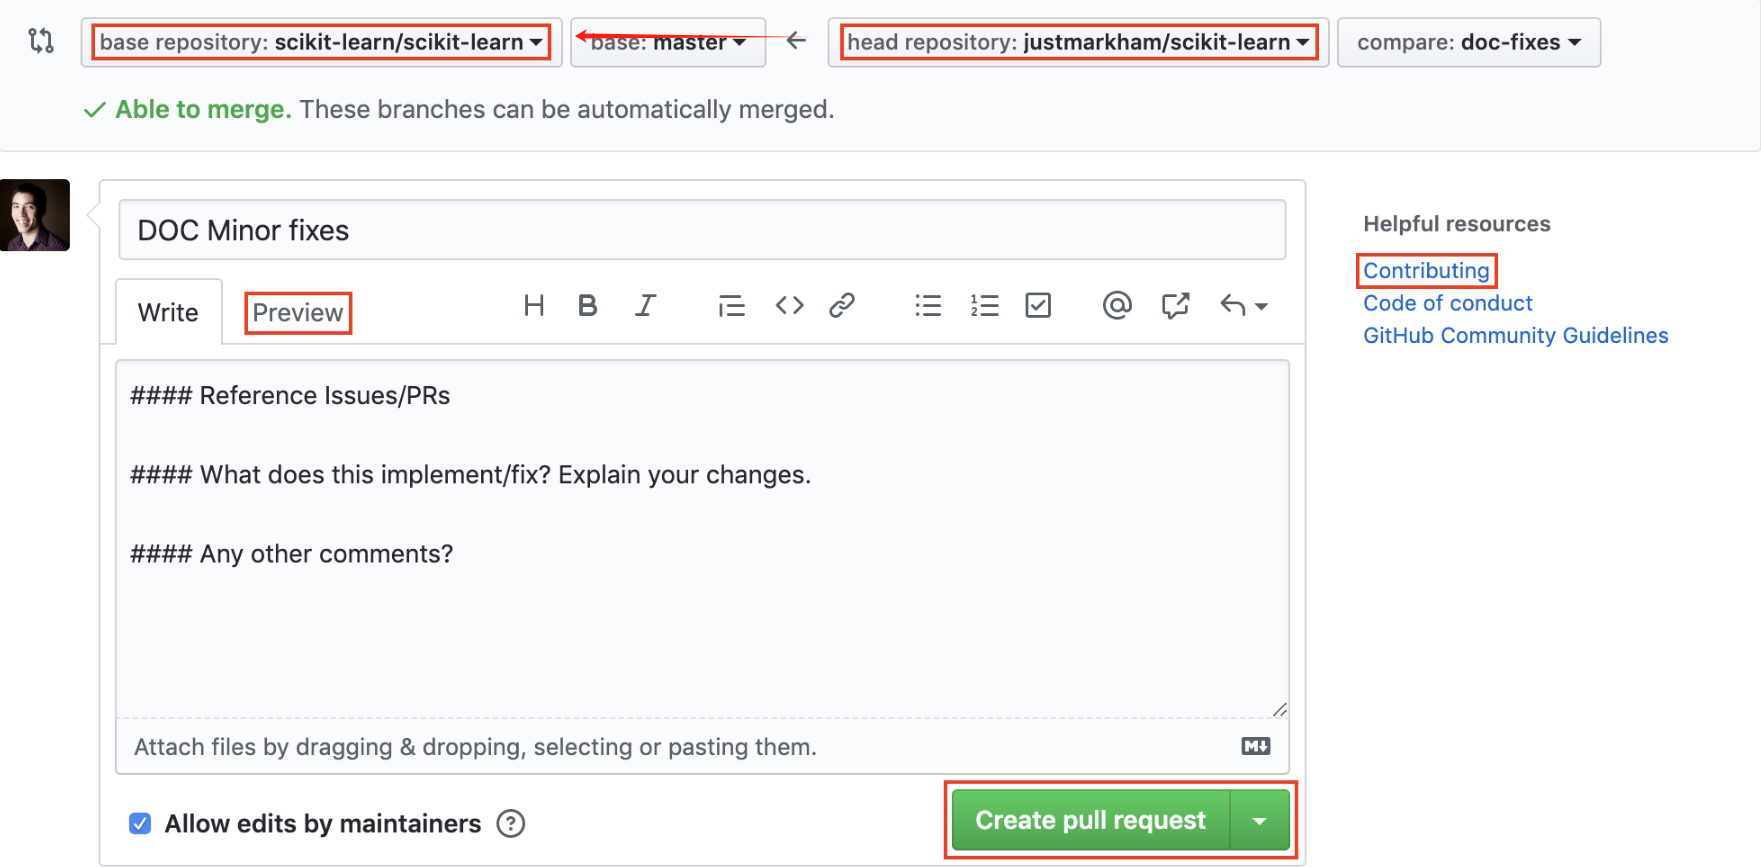 base repository: scikit-learn/scikit-learn base: master head repository: justmarkham/scikit-learn compare: doc-fixes
Able to merge. These branches can be automatically merged.
DOC Minor fixes
Write Preview
#### Reference Issues/PRs
#### What does this implement/fix? Explain your changes.
#### Any other comments?
Attach files by dragging & dropping, selecting or pasting them.
Allow edits by maintainers
Create pull request
Helpful resources
Contributing
Code of conduct
GitHub Community Guidelines